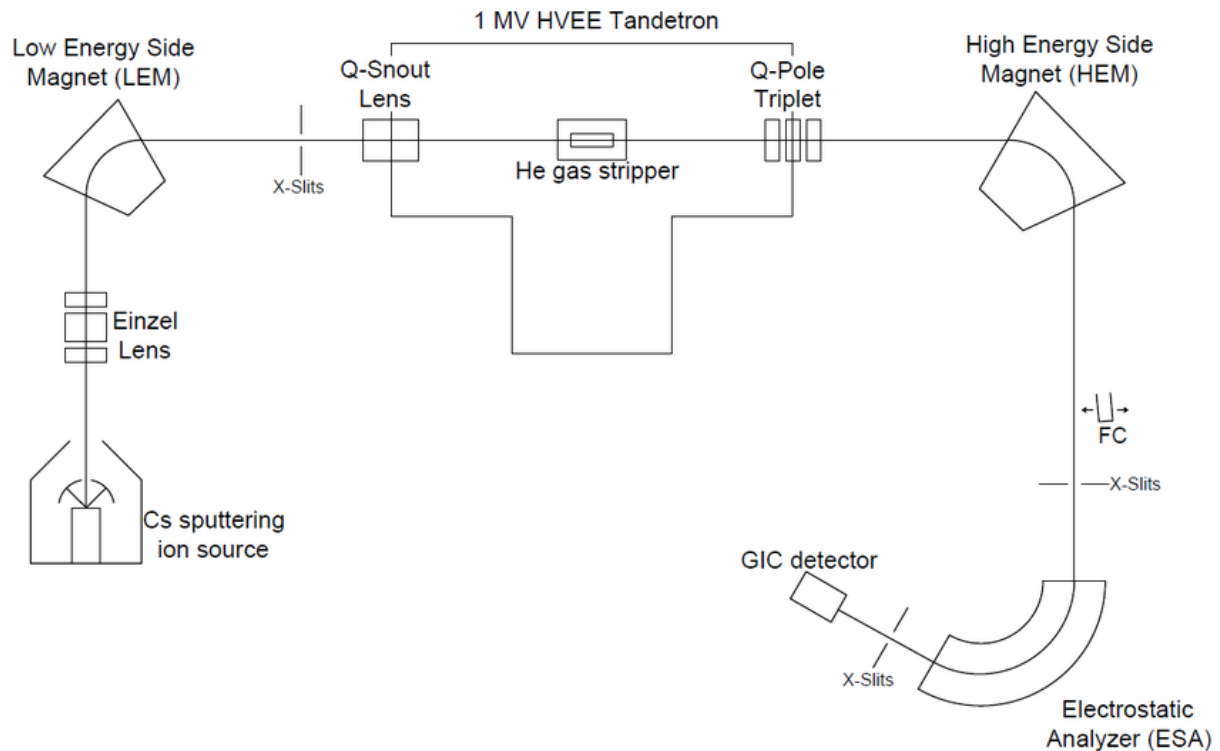 1 MV HVEE Tandetron
Low Energy Side
Magnet (LEM)
Q-Snout
Lens
Q-Pole
Triplet
High Energy Side
Magnet (HEM)
X-Slits
He gas stripper
Einzel
Lens
FC
X-Slits
Cs sputtering
ion source
GIC detector
X-Slits
Electrostatic
Analyzer (ESA)